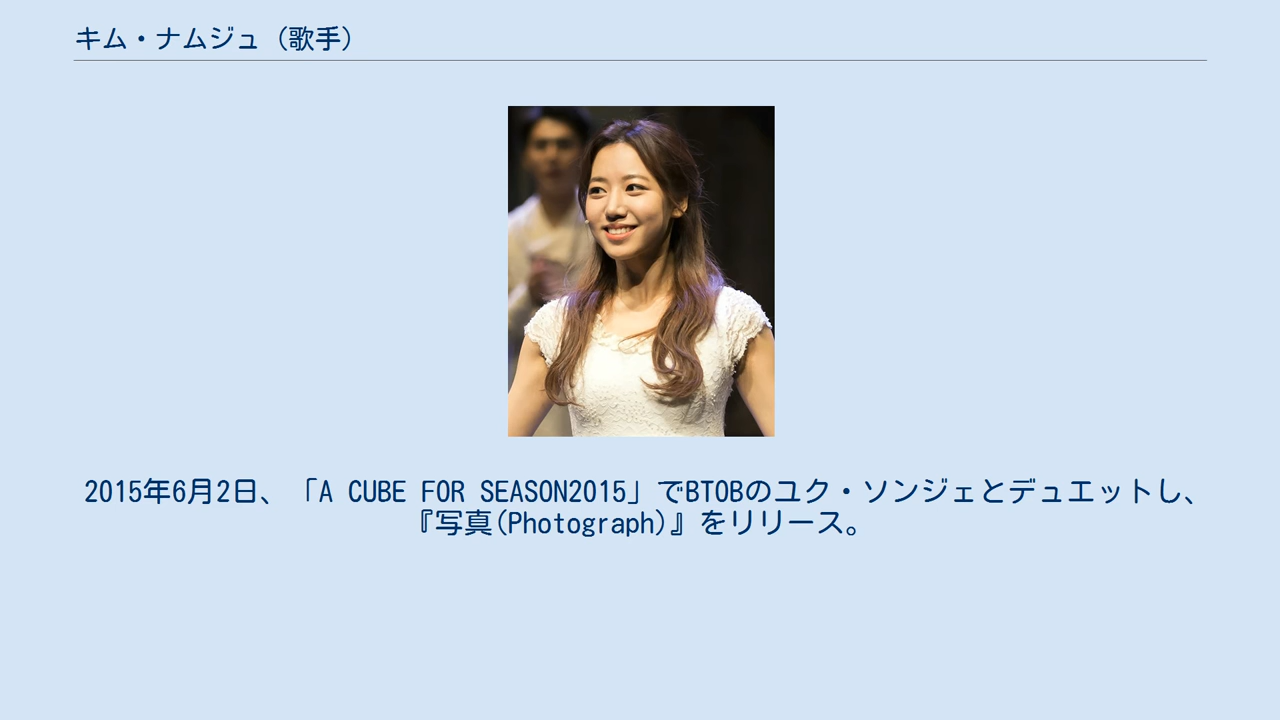 キム・ナムジュ (歌手)
2015年6月2日、「A CUBE FOR SEASON2015」でBTOBのユク・ソンジェとデュエットし、
『写真(Photograph)』をリリース。